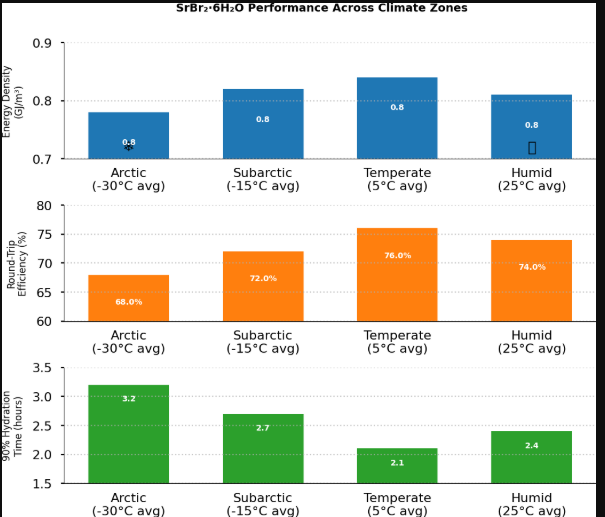 SrBr₂·6H₂O Performance Across Climate Zones
Energy Density
(GJ/m³)
0.9
0.8
0.7
0.8
0.8
0.8
0.8
Arctic
(-30°C avg)
Subarctic
(-15°C avg)
Temperate
(5°C avg)
Humid
(25°C avg)
Round-Trip
Efficiency (%)
80
75
70
65
60
68.0%
72.0%
76.0%
74.0%
Arctic
(-30°C avg)
Subarctic
(-15°C avg)
Temperate
(5°C avg)
Humid
(25°C avg)
90% Hydration
Time (hours)
3.5
3.0
2.5
2.0
1.5
3.2
2.7
2.1
2.4
Arctic
(-30°C avg)
Subarctic
(-15°C avg)
Temperate
(5°C avg)
Humid
(25°C avg)